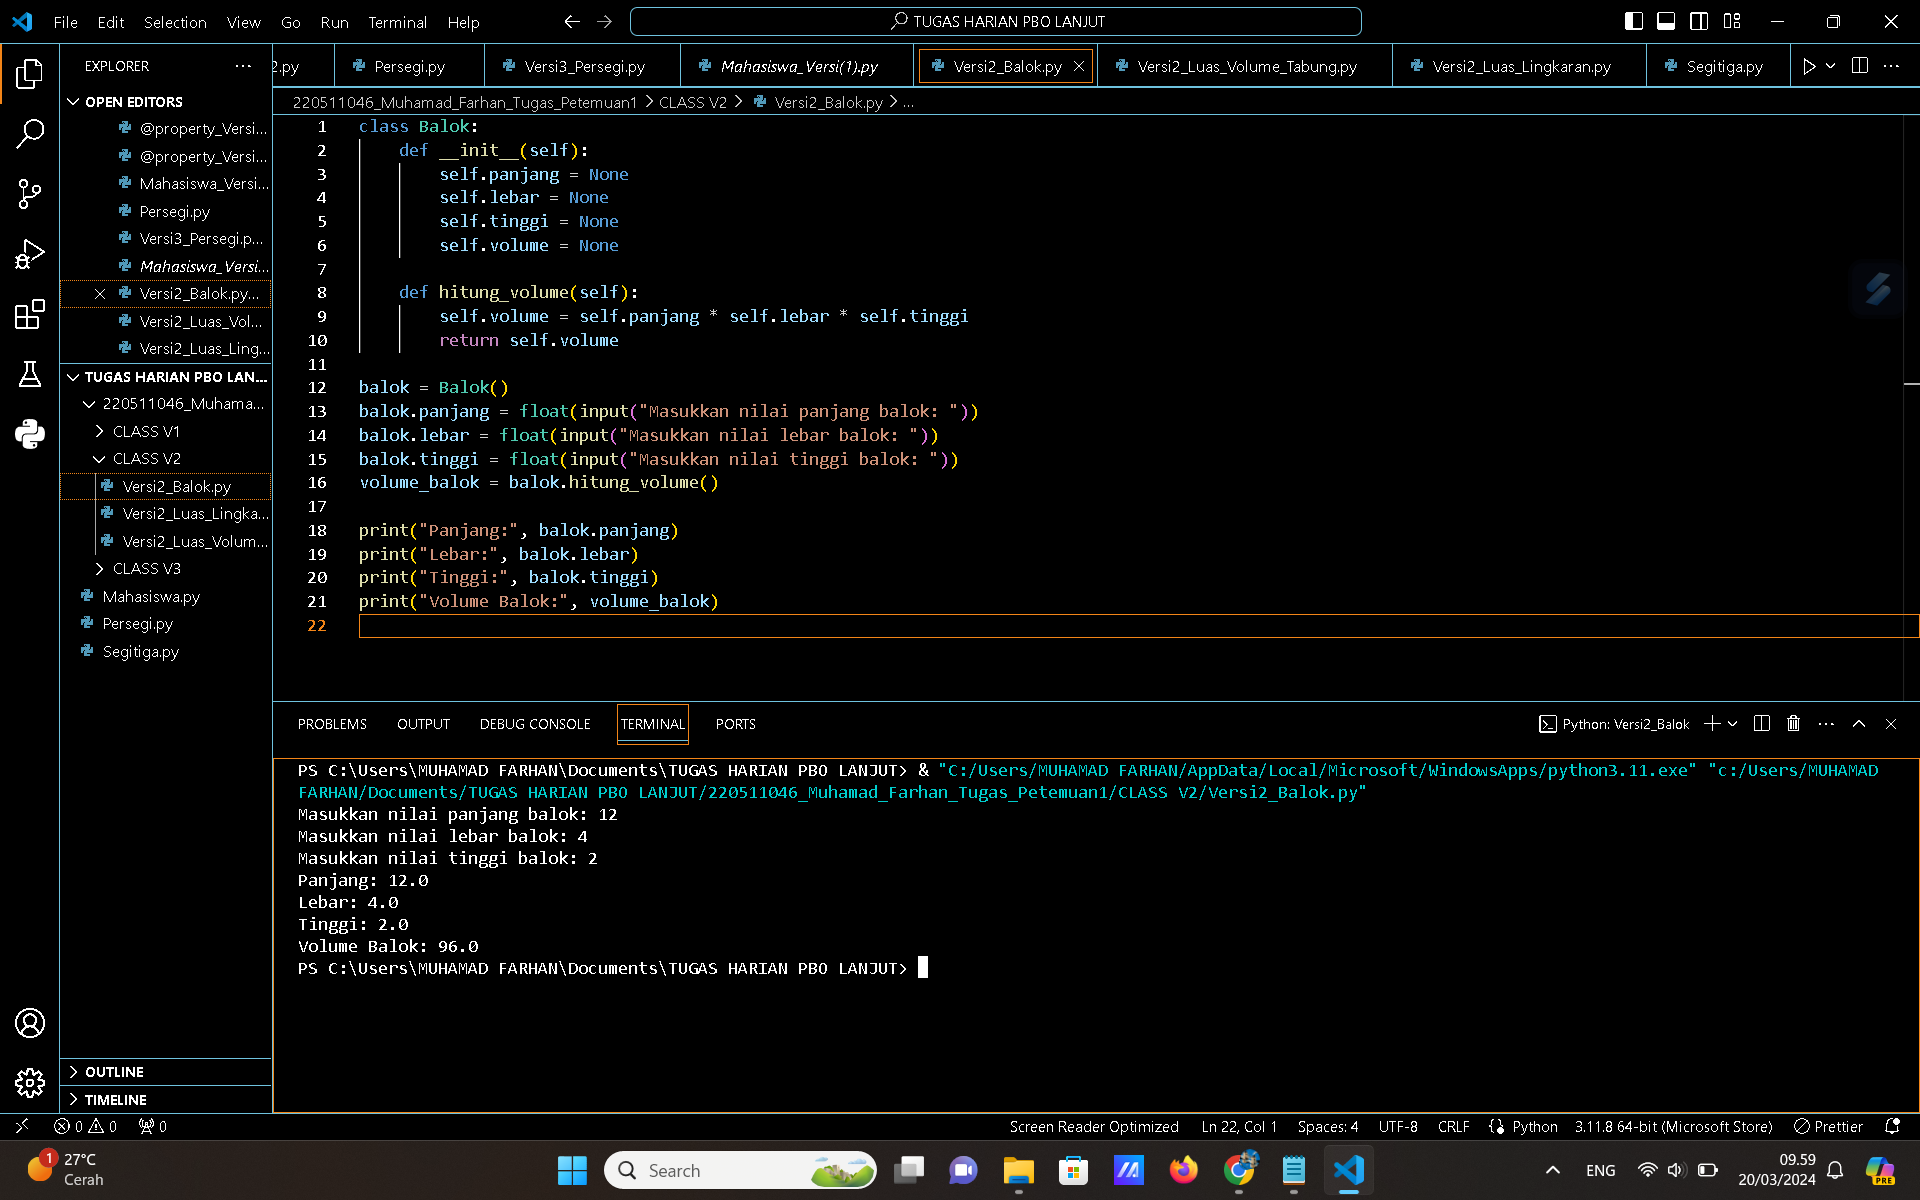 File Edit Selection View Go Run Terminal Help
TUGAS HARIAN PBO LANJUT
EXPLORER
2.py Persegi.py Versi3_Persegi.py Mahasiswa_Versi(1).py Versi2_Balok.py Versi2_Luas_Volume_Tabung.py Versi2_Luas_Lingkaran.py Segitiga.py
220511046_Muhamad_Farhan_Tugas_Petemuan1 > CLASS V2 > Versi2_Balok.py > ...
OPEN EDITORS
@property_Versi...
@property_Versi...
Mahasiswa_Versi...
Persegi.py
Versi3_Persegi.p...
Mahasiswa_Versi...
Versi2_Balok.py...
Versi2_Luas_Vol...
Versi2_Luas_Ling...
TUGAS HARIAN PBO LAN...
220511046_Muhama...
CLASS V1
CLASS V2
Versi2_Balok.py
Versi2_Luas_Lingka...
Versi2_Luas_Volum...
CLASS V3
Mahasiswa.py
Persegi.py
Segitiga.py
OUTLINE
TIMELINE
1 class Balok:
2     def __init__(self):
3         self.panjang = None
4         self.lebar = None
5         self.tinggi = None
6         self.volume = None
7
8     def hitung_volume(self):
9         self.volume = self.panjang * self.lebar * self.tinggi
10         return self.volume
11
12 balok = Balok()
13 balok.panjang = float(input("Masukkan nilai panjang balok: "))
14 balok.lebar = float(input("Masukkan nilai lebar balok: "))
15 balok.tinggi = float(input("Masukkan nilai tinggi balok: "))
16 volume_balok = balok.hitung_volume()
17
18 print("Panjang:", balok.panjang)
19 print("Lebar:", balok.lebar)
20 print("Tinggi:", balok.tinggi)
21 print("Volume Balok:", volume_balok)
22
PROBLEMS OUTPUT DEBUG CONSOLE TERMINAL PORTS
Python: Versi2_Balok
PS C:\Users\MUHAMAD FARHAN\Documents\TUGAS HARIAN PBO LANJUT> & "C:/Users/MUHAMAD FARHAN/AppData/Local/Microsoft/WindowsApps/python3.11.exe" "c:/Users/MUHAMAD
FARHAN/Documents/TUGAS HARIAN PBO LANJUT/220511046_Muhamad_Farhan_Tugas_Petemuan1/CLASS V2/Versi2_Balok.py"
Masukkan nilai panjang balok: 12
Masukkan nilai lebar balok: 4
Masukkan nilai tinggi balok: 2
Panjang: 12.0
Lebar: 4.0
Tinggi: 2.0
Volume Balok: 96.0
PS C:\Users\MUHAMAD FARHAN\Documents\TUGAS HARIAN PBO LANJUT>
0 0 0
Screen Reader Optimized Ln 22, Col 1 Spaces: 4 UTF-8 CRLF Python 3.11.8 64-bit (Microsoft Store) Prettier
1
27°C
Cerah
Search
ENG
09.59
20/03/2024
PRE